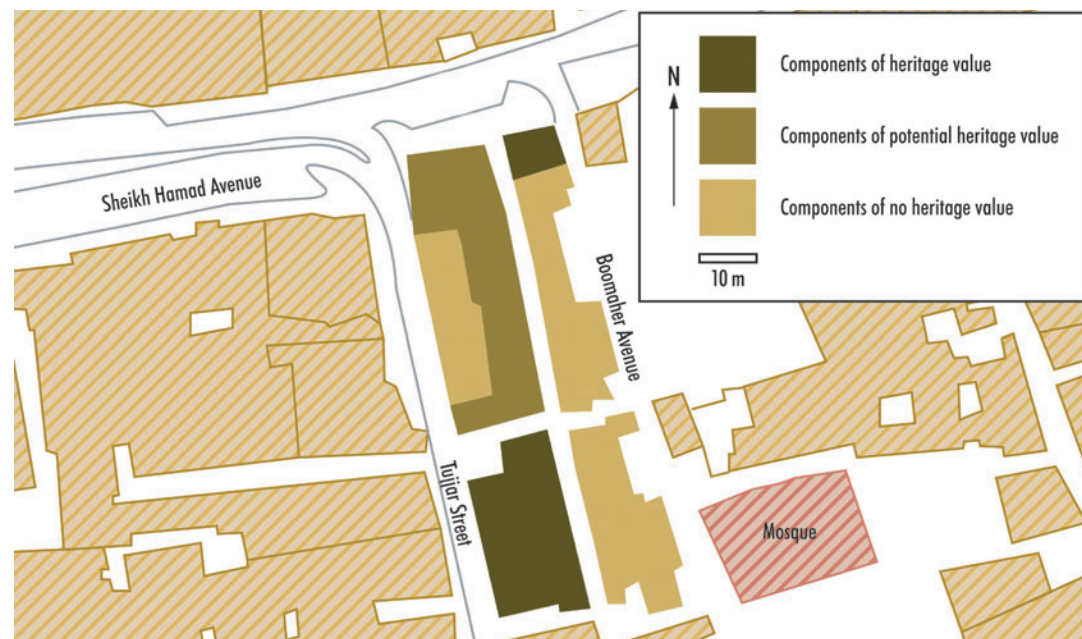 Components of heritage value
N
Components of potential heritage value
Sheikh Hamad Avenue
Components of no heritage value
10 m
Boomaher Avenue
Tujjar Street
Mosque